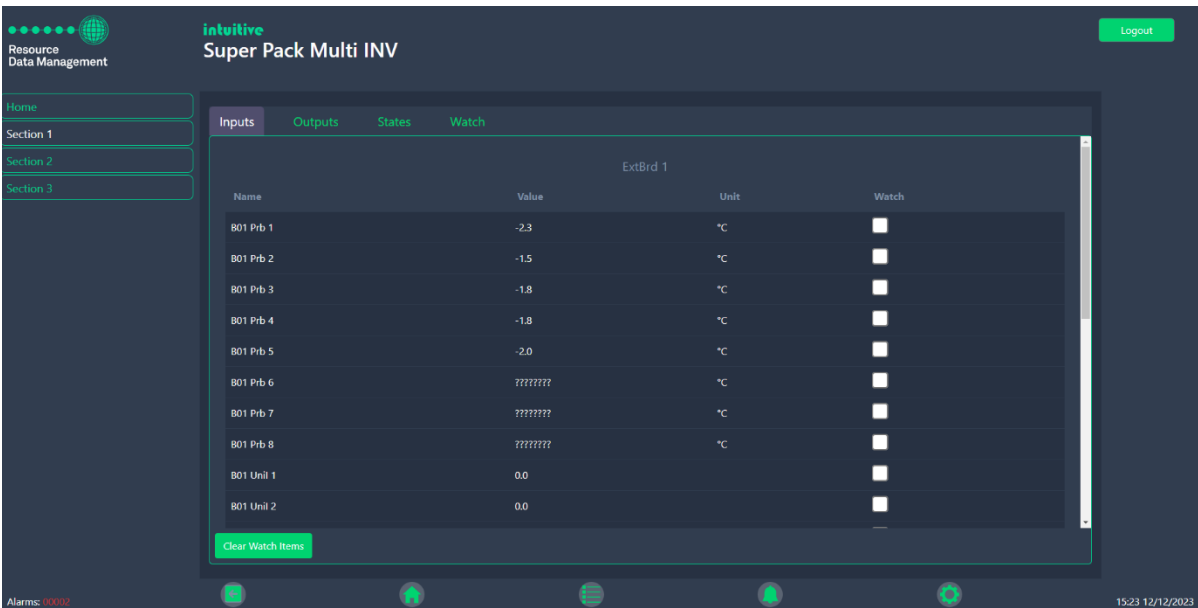 Resource
Data Management
intuitive
Super Pack Multi INV
Logout
Home
Section 1
Section 2
Section 3
Inputs Outputs States Watch
ExtBrd 1
Name Value Unit Watch
B01 Prb 1 -2.3 °C
B01 Prb 2 -1.5 °C
B01 Prb 3 -1.8 °C
B01 Prb 4 -1.8 °C
B01 Prb 5 -2.0 °C
B01 Prb 6 ???????? °C
B01 Prb 7 ???????? °C
B01 Prb 8 ???????? °C
B01 Unil 1 0.0
B01 Unil 2 0.0
Clear Watch Items
Alarms: 00002
15:23 12/12/2023